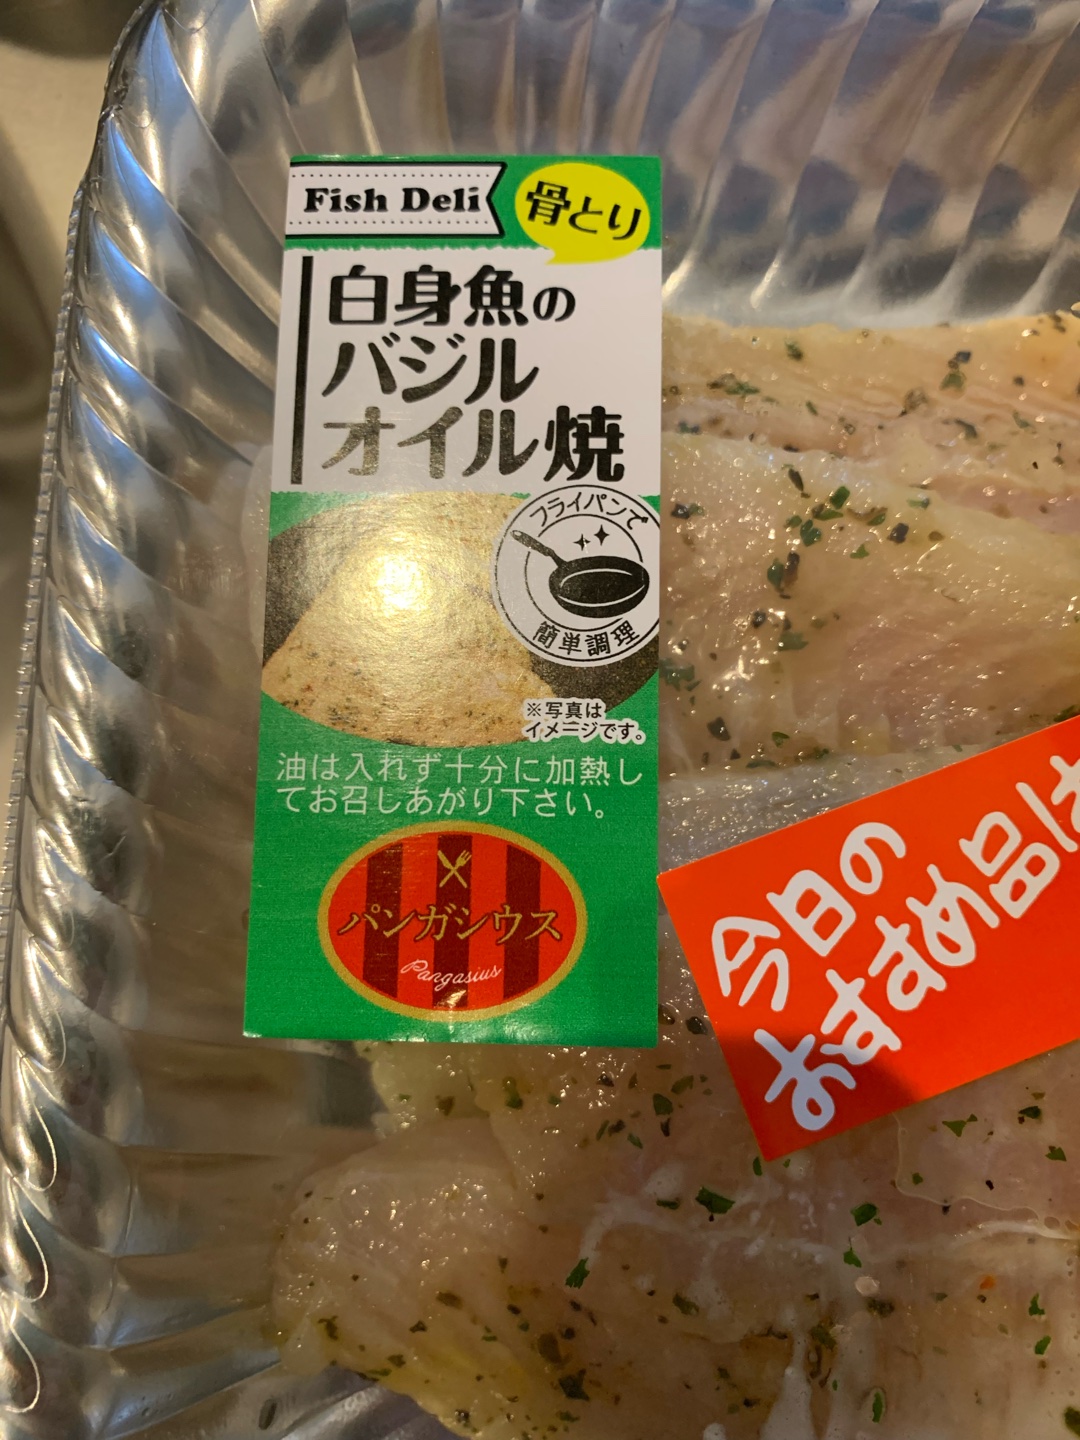 Fish Deli
骨とり
白身魚の
バジル
オイル焼
フライパンで
簡単調理
※写真は
イメージです。
油は入れず十分に加熱し
てお召しあがり下さい。
パンガシウス
Pangasius
今日の
おすすめ品は